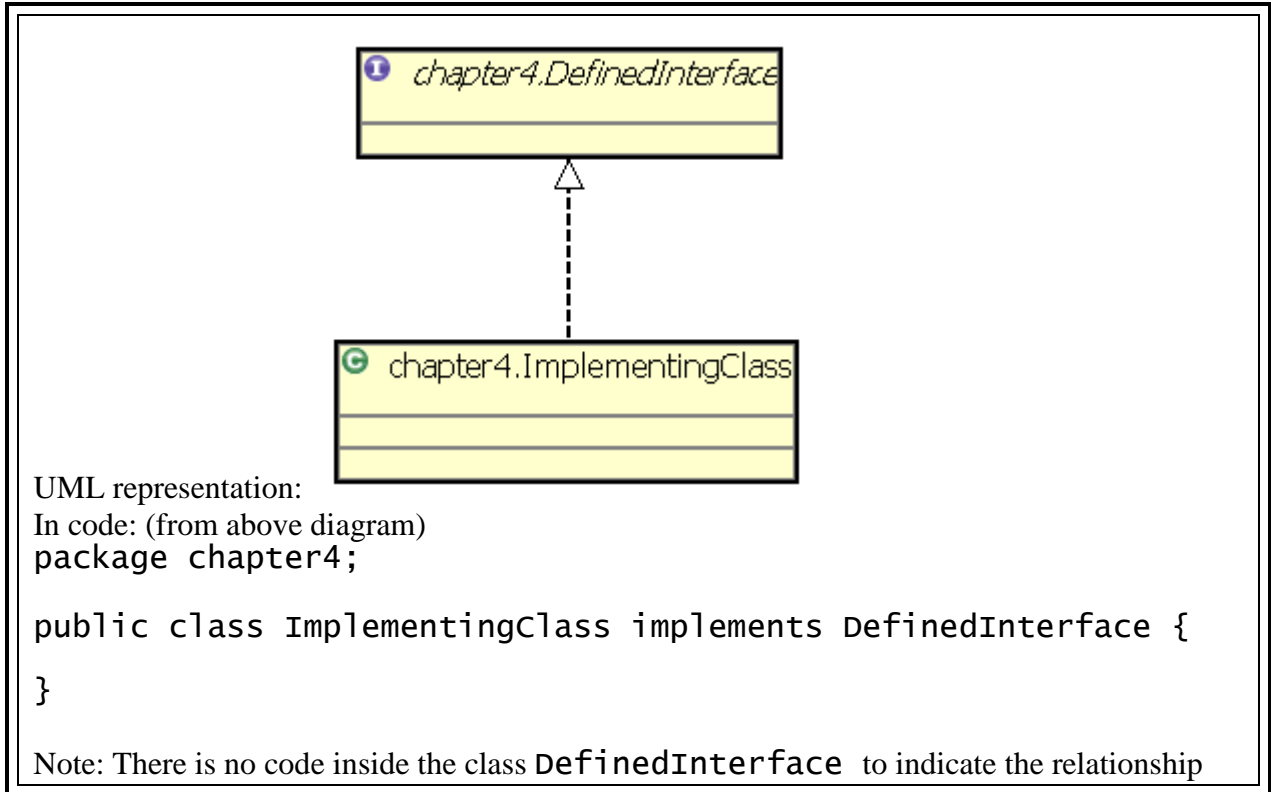 I chapter4.DefinedInterface
C chapter4.ImplementingClass
UML representation:
In code: (from above diagram)
package chapter4;
public class ImplementingClass implements DefinedInterface {
}
Note: There is no code inside the class DefinedInterface to indicate the relationship